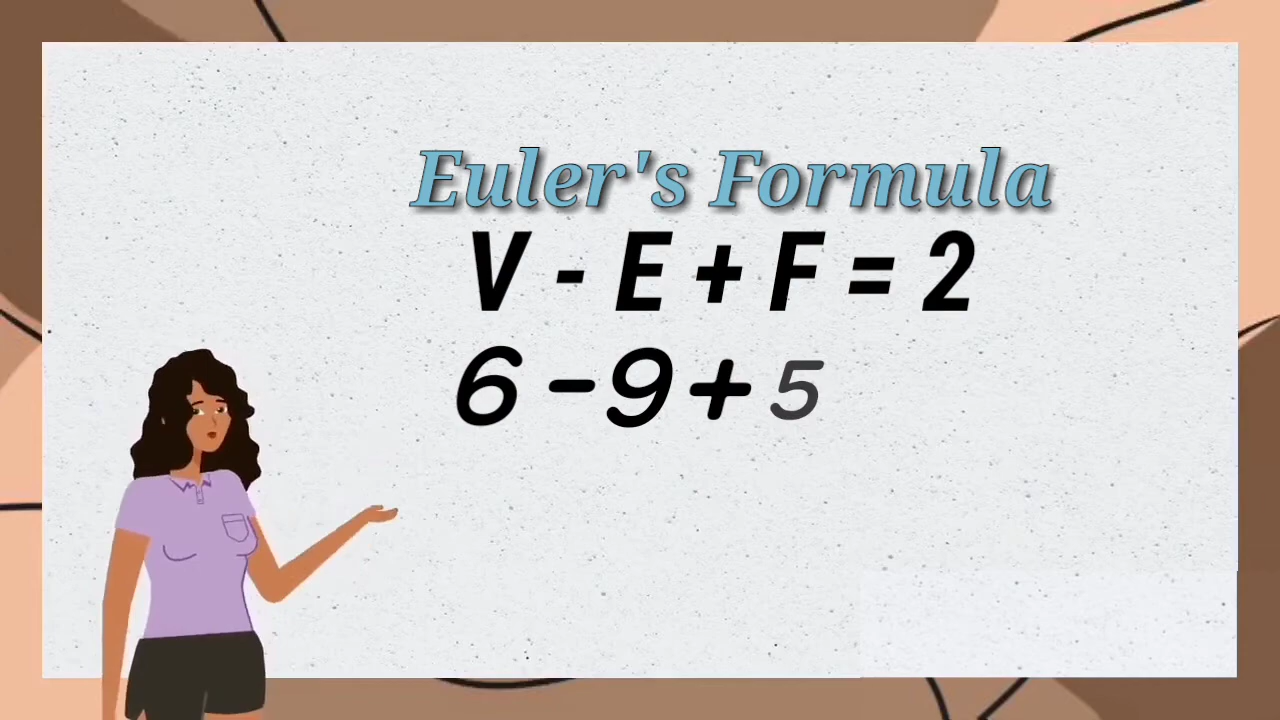 Euler's Formula
V - E + F = 2
6 - 9 + 5